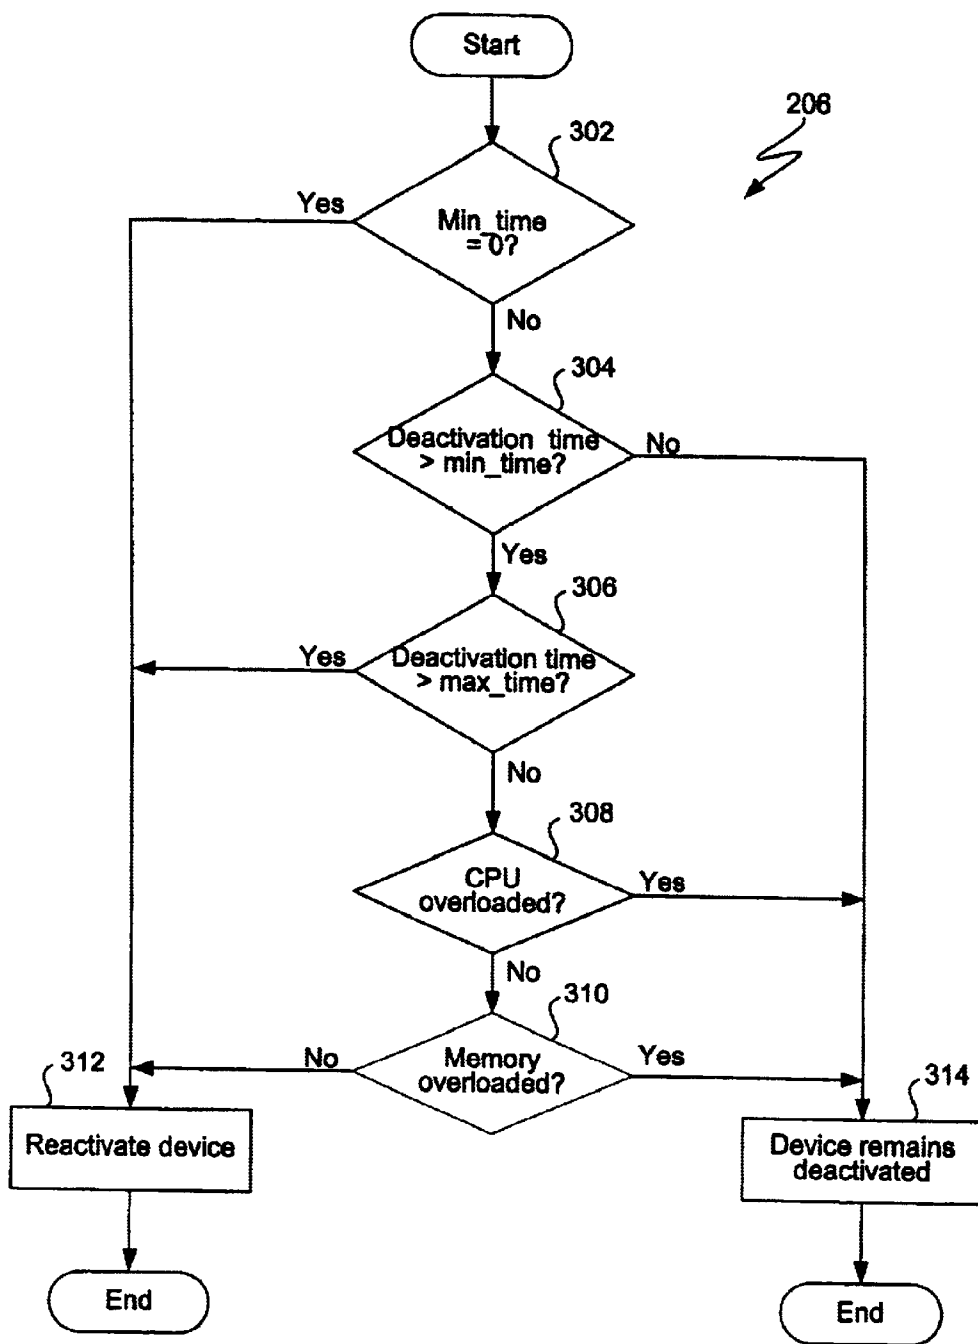 Start
206
302
Yes
Min_time
= 0?
No
304
Deactivation time
> min_time?
No
Yes
306
Yes
Deactivation time
> max_time?
No
308
CPU
overloaded?
Yes
No
310
No
Memory
overloaded?
Yes
312
314
Reactivate device
Device remains
deactivated
End
End